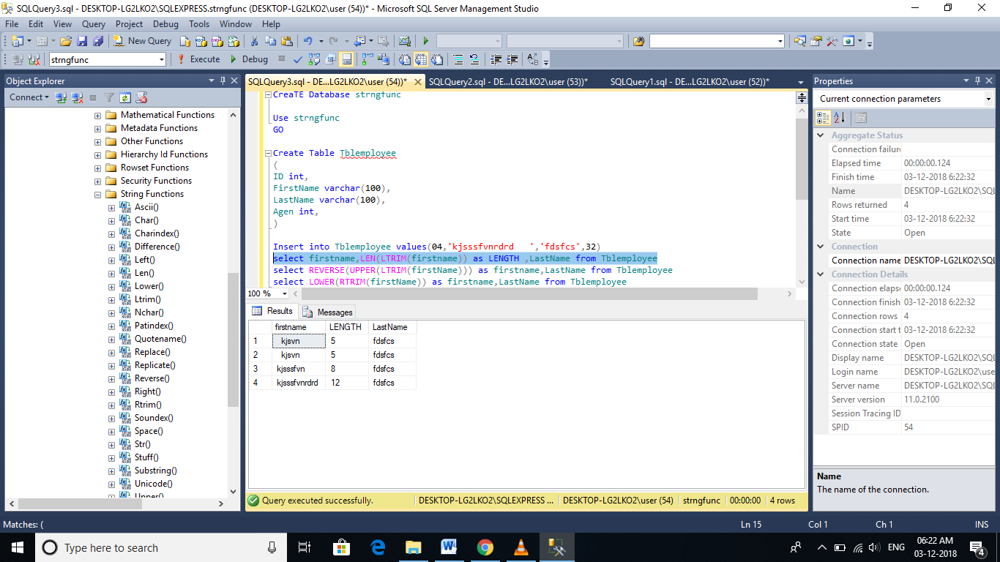 SQLQuery3.sql - DESKTOP-LG2LKO2\SQLEXPRESS.strngfunc (DESKTOP-LG2LKO2\user (54))* - Microsoft SQL Server Management Studio
File Edit View Query Project Debug Tools Window Help
New Query
strngfunc Execute Debug
Object Explorer
Connect
Mathematical Functions
Metadata Functions
Other Functions
Hierarchy Id Functions
Rowset Functions
Security Functions
String Functions
Ascii()
Char()
Charindex()
Difference()
Left()
Len()
Lower()
Ltrim()
Nchar()
Patindex()
Quotename()
Replace()
Replicate()
Reverse()
Right()
Rtrim()
Soundex()
Space()
Str()
Stuff()
Substring()
Unicode()
Upper()
SQLQuery3.sql - DE...LG2LKO2\user (54))* SQLQuery2.sql - DE...LG2LKO2\user (53))* SQLQuery1.sql - DE...LG2LKO2\user (52))*
CreaTE Database strngfunc
Use strngfunc
GO
Create Table Tblemployee
(
ID int,
FirstName varchar(100),
LastName varchar(100),
Agen int,
)
Insert into Tblemployee values(04,'kjsssfvnrdrd   ','fdsfcs',32)
select firstname,LEN(LTRIM(firstname)) as LENGTH ,LastName from Tblemployee
select REVERSE(UPPER(LTRIM(firstName))) as firstname,LastName from Tblemployee
select LOWER(RTRIM(firstName)) as firstname,LastName from Tblemployee
100 %
Results Messages
firstname LENGTH LastName
1 kjsvn 5 fdsfcs
2 kjsvn 5 fdsfcs
3 kjsssfvn 8 fdsfcs
4 kjsssfvnrdrd 12 fdsfcs
Query executed successfully. DESKTOP-LG2LKO2\SQLEXPRESS ... DESKTOP-LG2LKO2\user (54) strngfunc 00:00:00 4 rows
Properties
Current connection parameters
Aggregate Status
Connection failure
Elapsed time 00:00:00.124
Finish time 03-12-2018 6:22:32
Name DESKTOP-LG2LKO2\SQL
Rows returned 4
Start time 03-12-2018 6:22:32
State Open
Connection
Connection name DESKTOP-LG2LKO2\SQL
Connection Details
Connection elapse 00:00:00.124
Connection finish 03-12-2018 6:22:32
Connection rows 4
Connection start t 03-12-2018 6:22:32
Connection state Open
Display name DESKTOP-LG2LKO2\SQL
Login name DESKTOP-LG2LKO2\use
Server name DESKTOP-LG2LKO2\SQL
Server version 11.0.2100
Session Tracing ID
SPID 54
Name
The name of the connection.
Matches: ( Ln 15 Col 1 Ch 1 INS
Type here to search
ENG 06:22 AM
03-12-2018
4